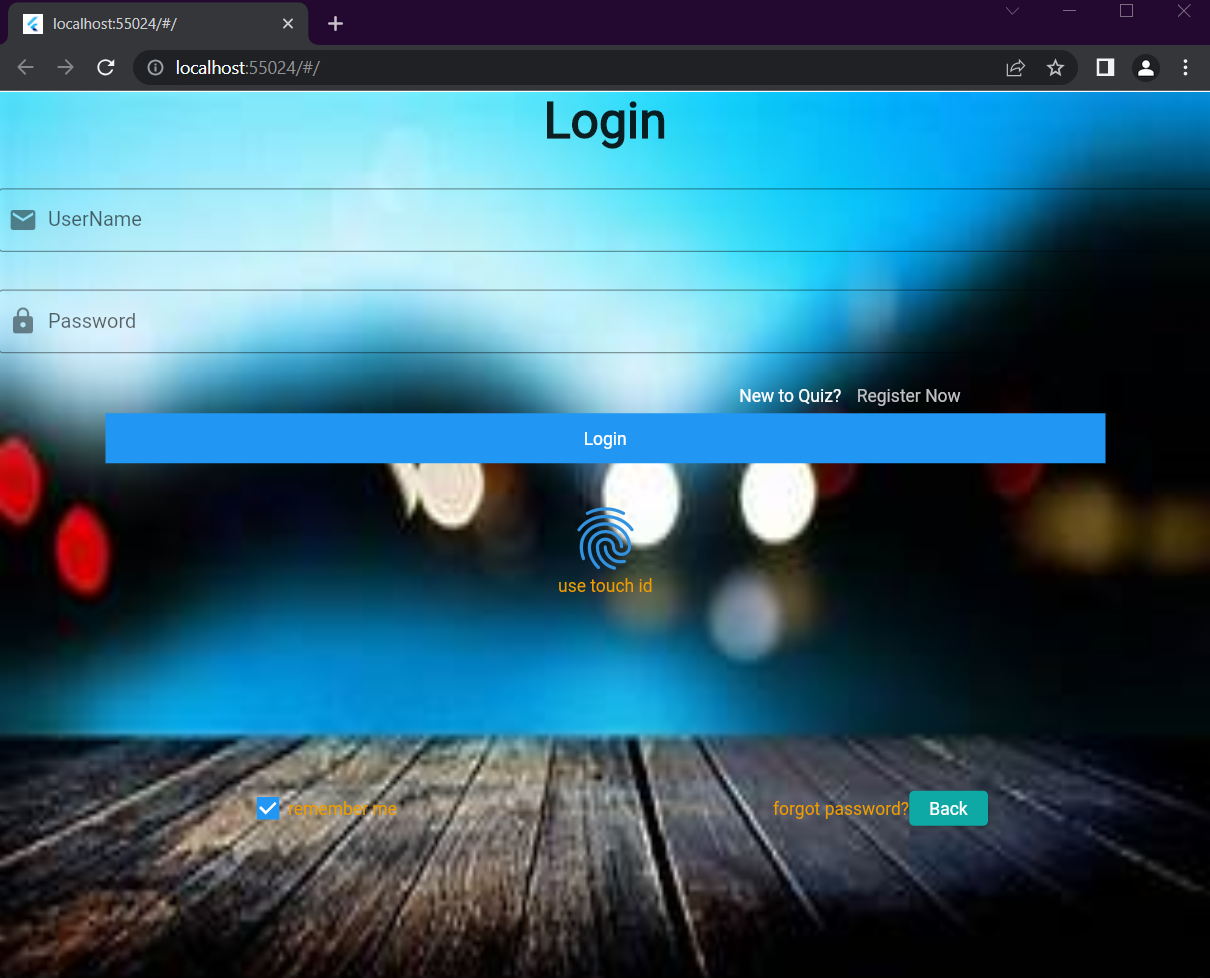 localhost:55024/#/
localhost:55024/#/
Login
UserName
Password
New to Quiz? Register Now
Login
use touch id
remember me
forgot password? Back